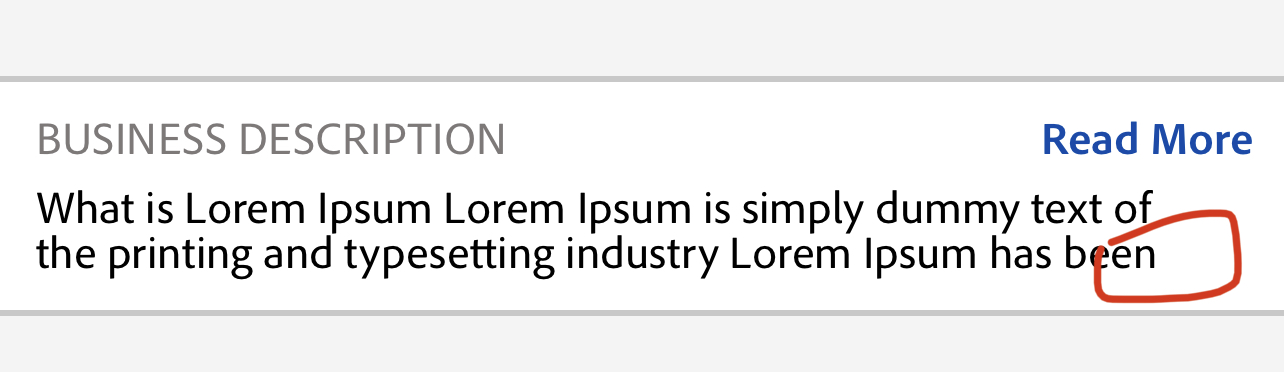 BUSINESS DESCRIPTION Read More
What is Lorem Ipsum Lorem Ipsum is simply dummy text of
the printing and typesetting industry Lorem Ipsum has been